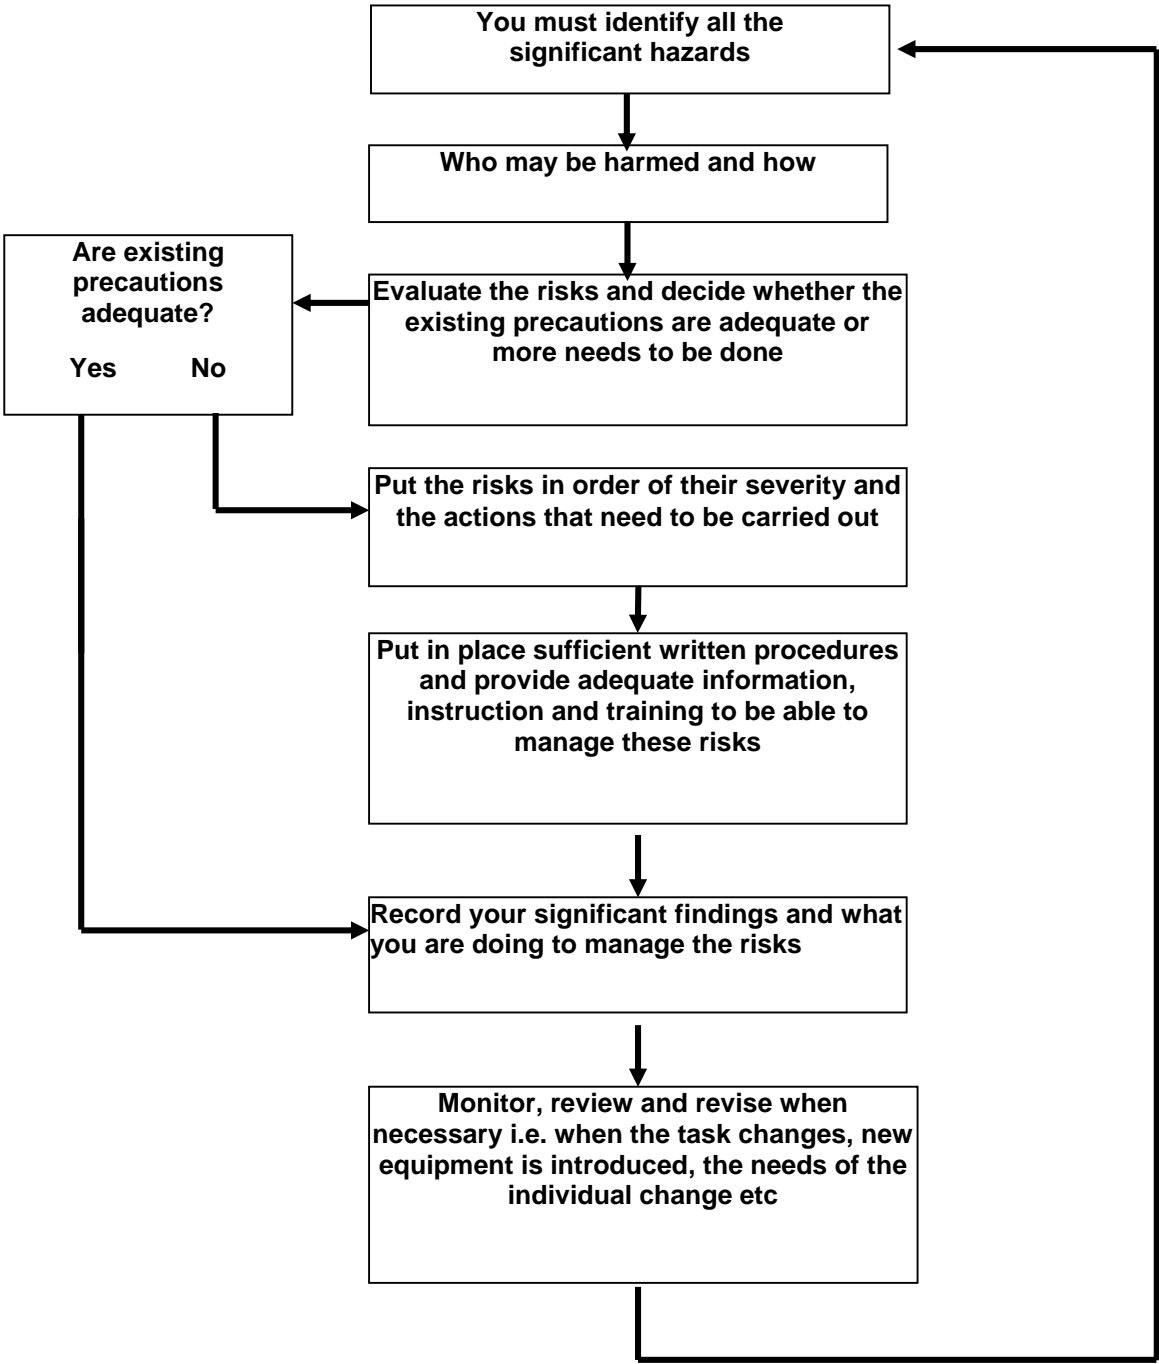 You must identify all the
significant hazards
Who may be harmed and how
Are existing
precautions
adequate?
Yes No
Evaluate the risks and decide whether the
existing precautions are adequate or
more needs to be done
Put the risks in order of their severity and
the actions that need to be carried out
Put in place sufficient written procedures
and provide adequate information,
instruction and training to be able to
manage these risks
Record your significant findings and what
you are doing to manage the risks
Monitor, review and revise when
necessary i.e. when the task changes, new
equipment is introduced, the needs of the
individual change etc